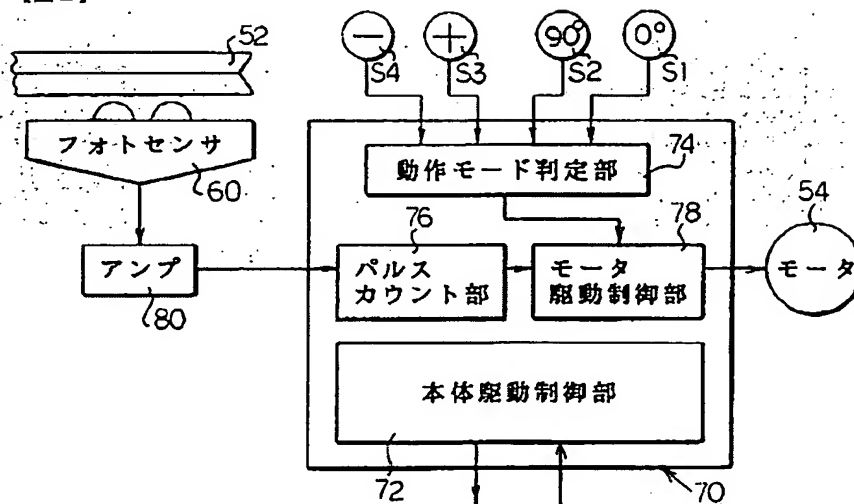 52
− + 90° 0°
S4 S3 S2 S1
フォトセンサ
60
動作モード判定部
74
アンプ
80
76
パルス
カウント部
78
モータ
駆動制御部
54
モータ
本体駆動制御部
72
70